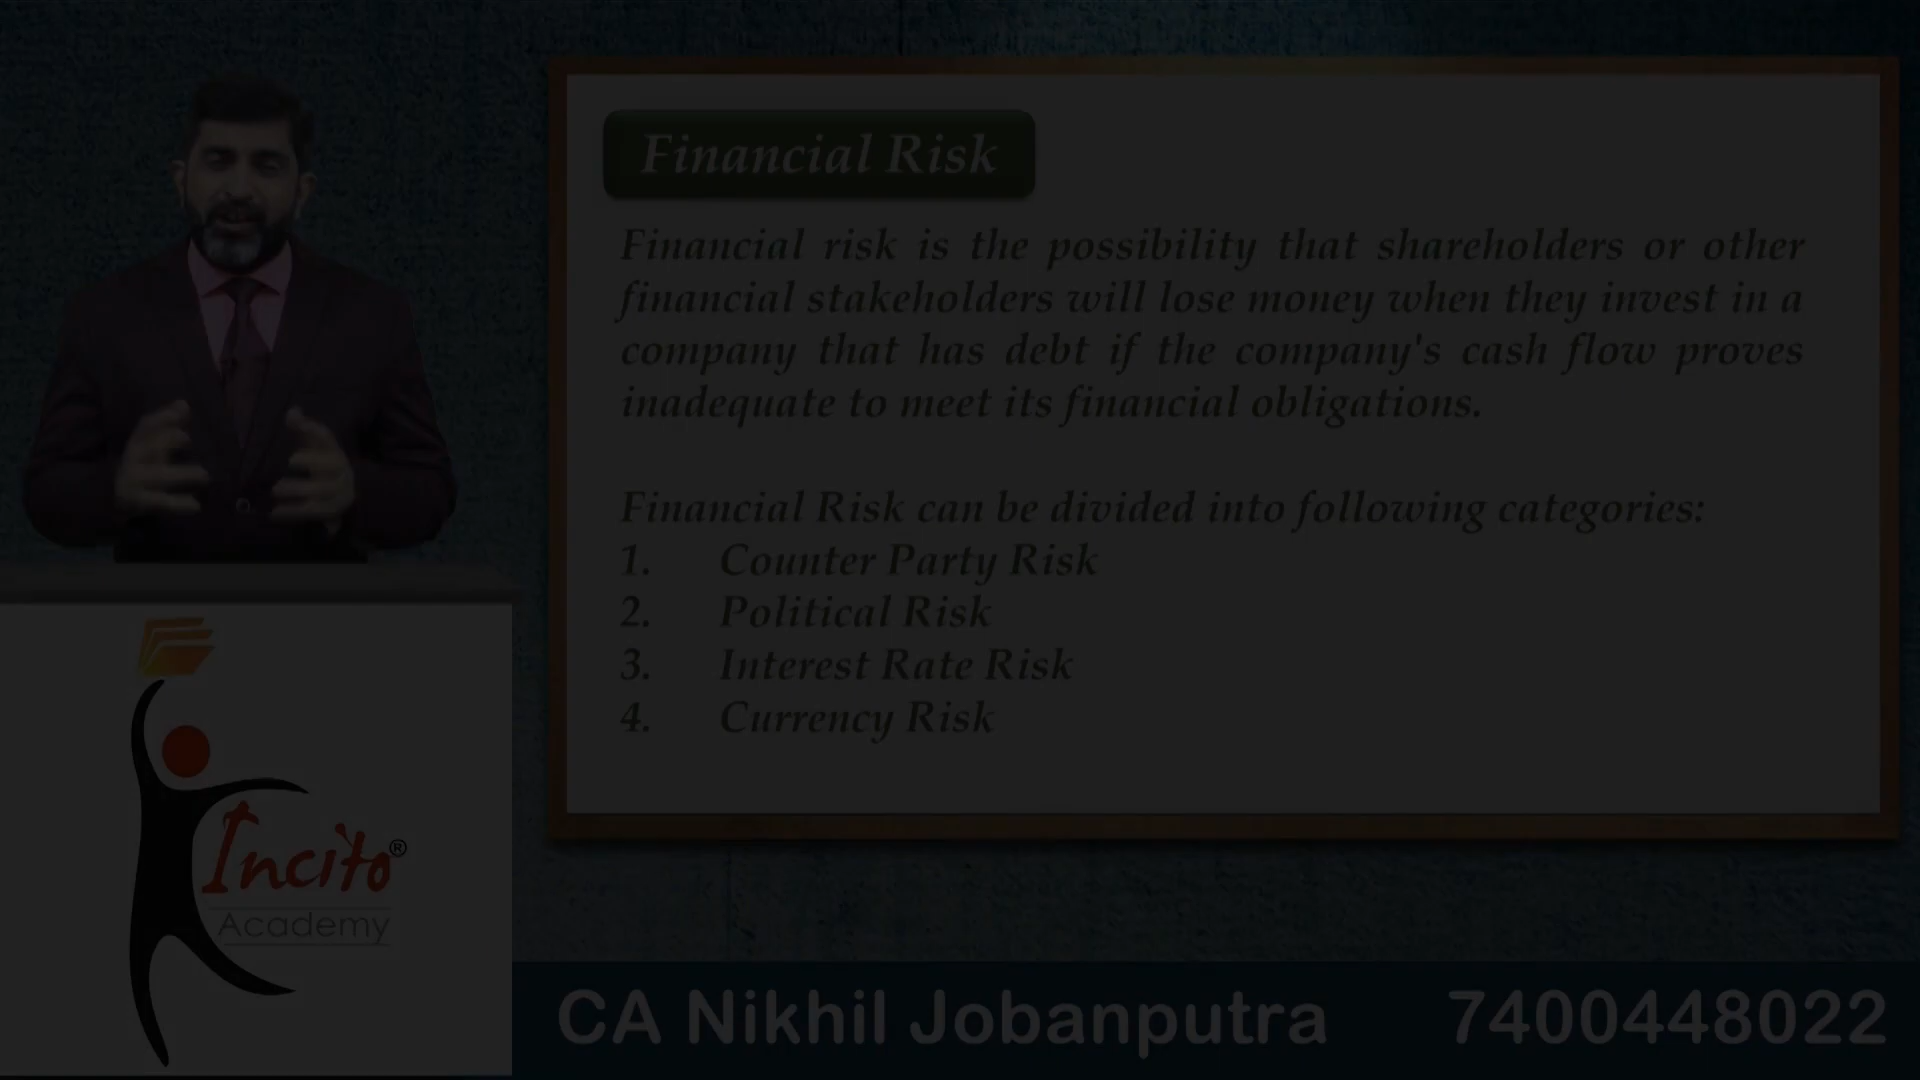 Financial Risk
Financial risk is the possibility that shareholders or other
financial stakeholders will lose money when they invest in a
company that has debt if the company's cash flow proves
inadequate to meet its financial obligations.
Financial Risk can be divided into following categories:
1. Counter Party Risk
2. Political Risk
3. Interest Rate Risk
4. Currency Risk
Incito®
Academy
CA Nikhil Jobanputra 7400448022